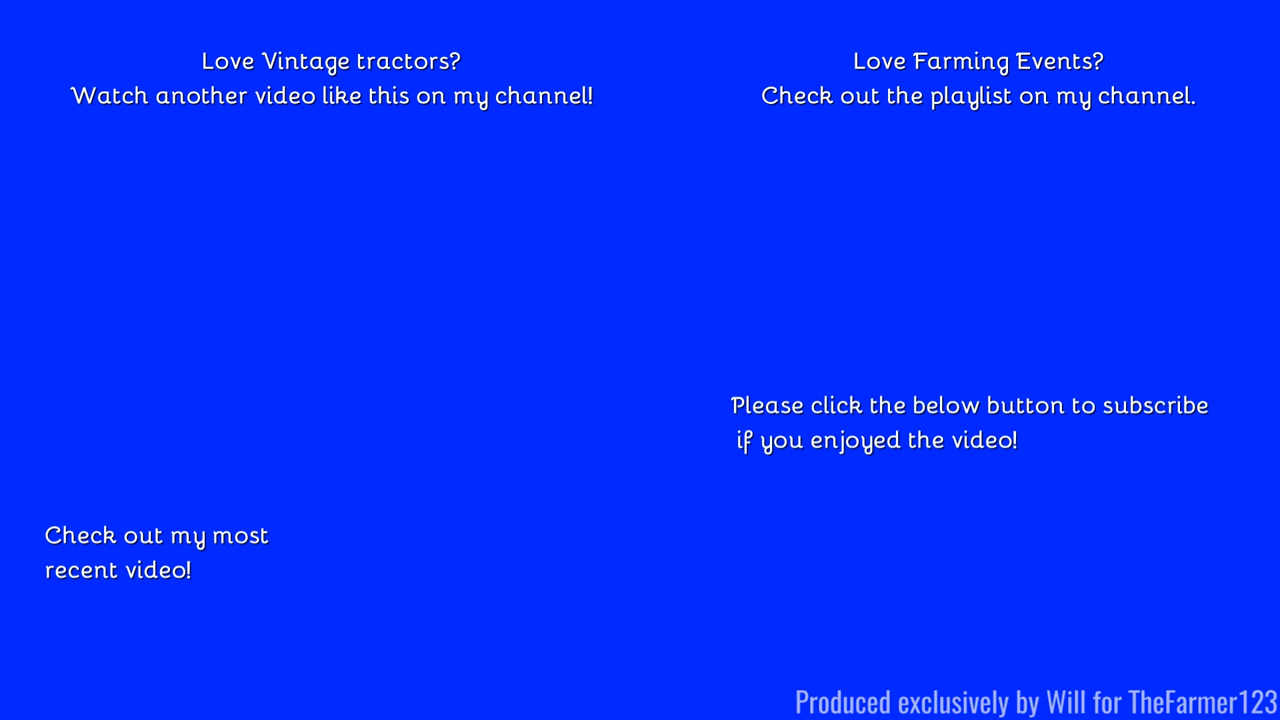 Love Vintage tractors?
Watch another video like this on my channel!
Love Farming Events?
Check out the playlist on my channel.
Please click the below button to subscribe
if you enjoyed the video!
Check out my most
recent video!
Produced exclusively by Will for TheFarmer123